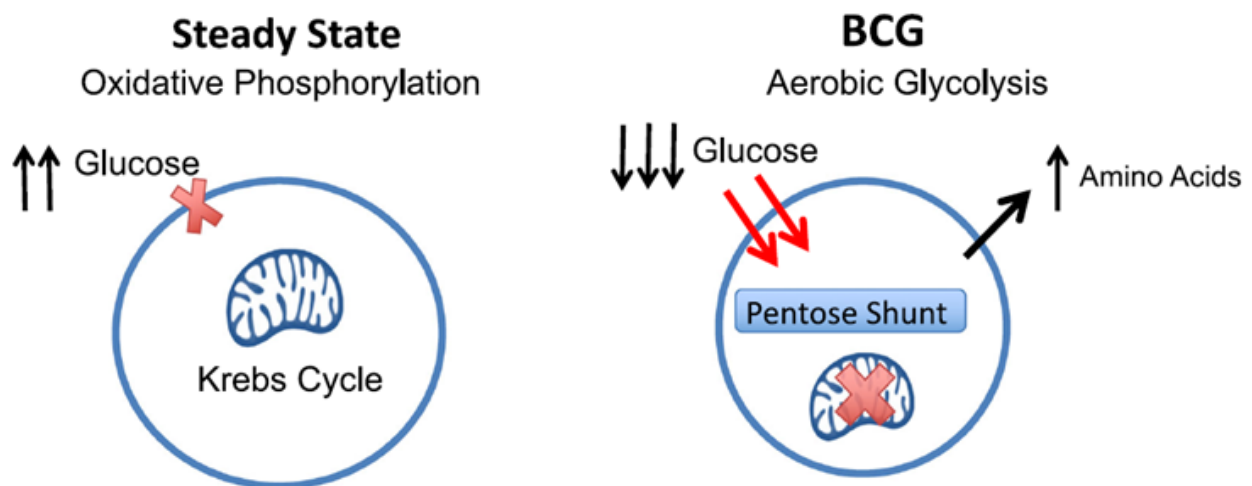 Steady State
Oxidative Phosphorylation
Glucose
Krebs Cycle
BCG
Aerobic Glycolysis
Glucose
Amino Acids
Pentose Shunt